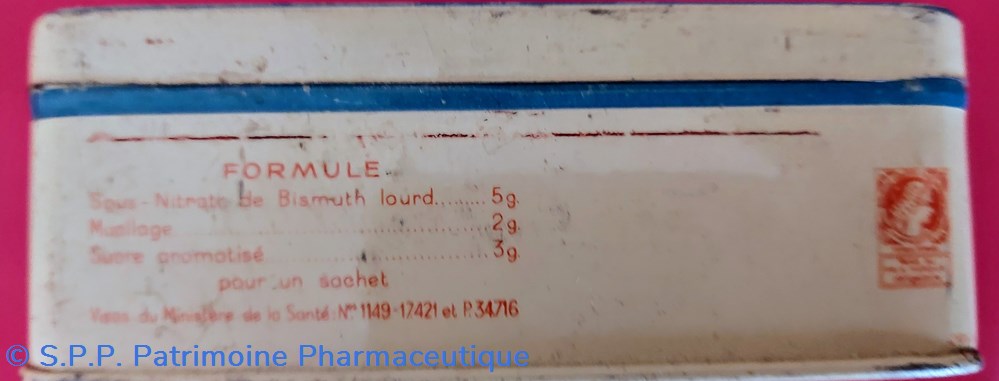 FORMULE
Sous-Nitrate de Bismuth lourd......... 5g.
Mucilage................................................ 2g.
Sucre aromatisé.................................... 3g.
pour un sachet
Visas du Ministère de la Santé: Nos 1149-17421 et P. 34716
© S.P.P. Patrimoine Pharmaceutique